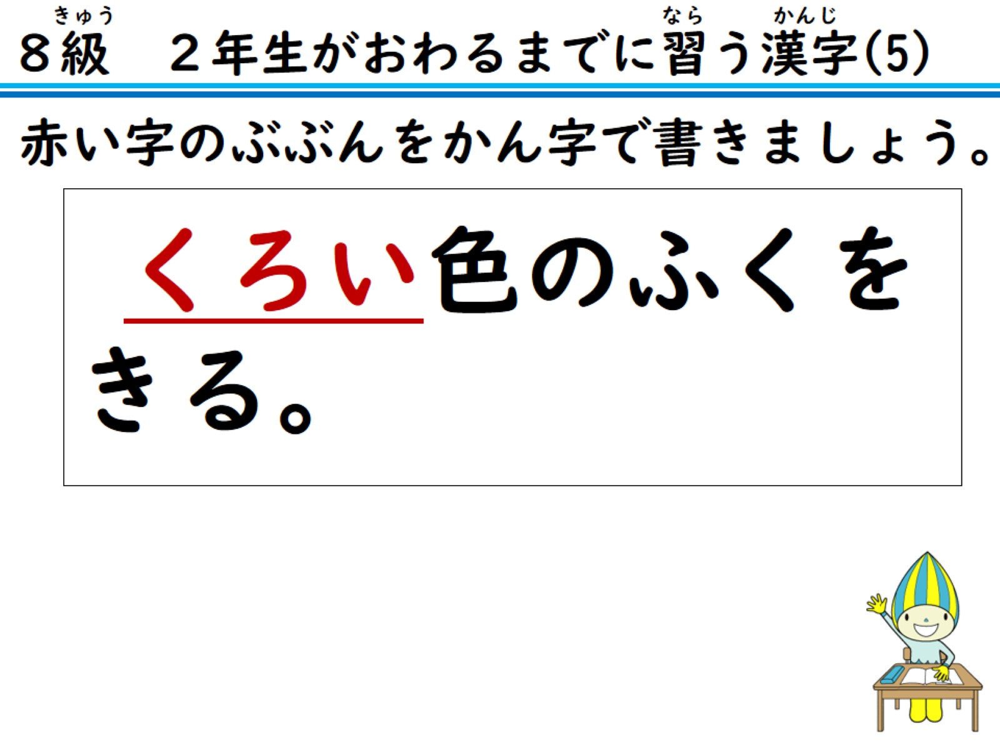 きゅう なら かんじ
８級　２年生がおわるまでに習う漢字(5)
赤い字のぶぶんをかん字で書きましょう。
くろい色のふくを
きる。